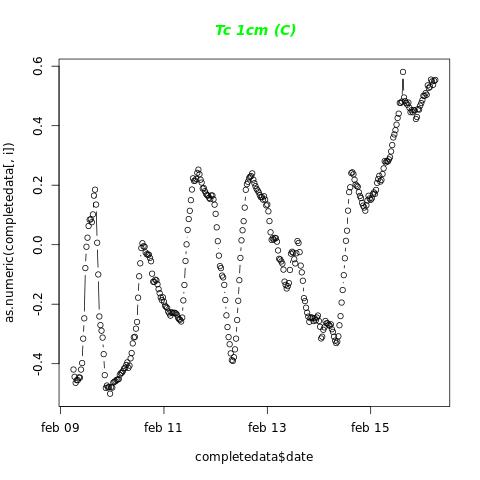 Tc 1cm (C)
as.numeric(completedata[, i])
0.6
0.4
0.2
0.0
-0.2
-0.4
feb 09
feb 11
feb 13
feb 15
completedata$date